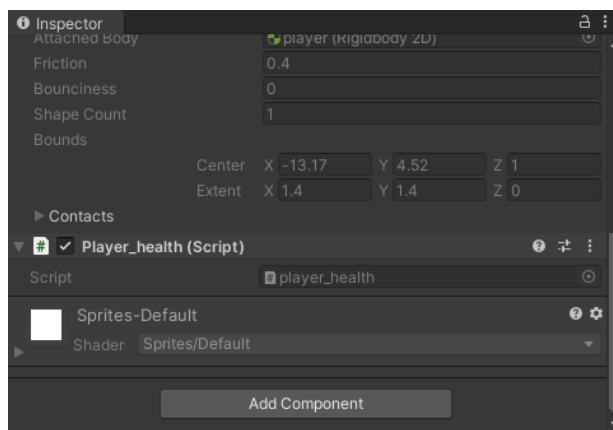 Inspector
Attached Body player (Rigidbody 2D)
Friction 0.4
Bounciness 0
Shape Count 1
Bounds
Center X -13.17 Y 4.52 Z 1
Extent X 1.4 Y 1.4 Z 0
Contacts
# Player_health (Script)
Script player_health
Sprites-Default
Shader Sprites/Default
Add Component